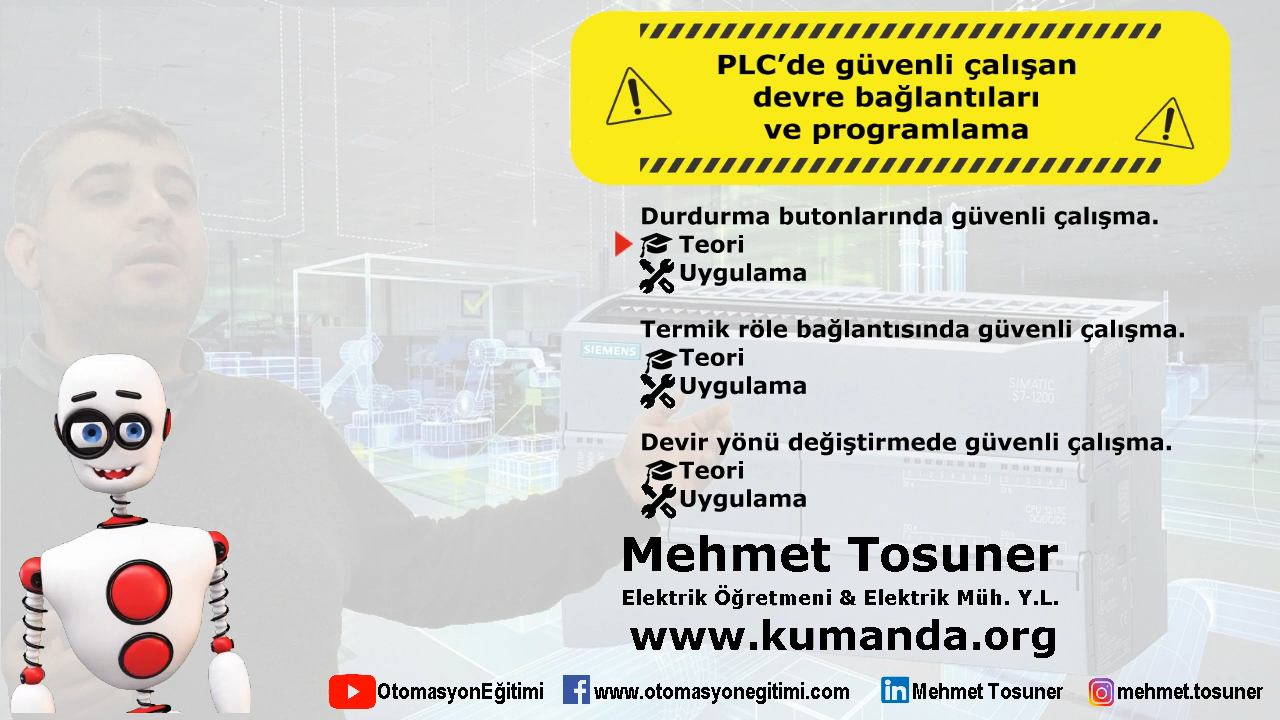 PLC’de güvenli çalışan
devre bağlantıları
ve programlama
Durdurma butonlarında güvenli çalışma.
Teori
Uygulama
Termik röle bağlantısında güvenli çalışma.
Teori
Uygulama
SIEMENS
SIMATIC
S7-1200
Devir yönü değiştirmede güvenli çalışma.
Teori
Uygulama
Mehmet Tosuner
Elektrik Öğretmeni & Elektrik Müh. Y.L.
www.kumanda.org
OtomasyonEğitimi
www.otomasyonegitimi.com
Mehmet Tosuner
mehmet.tosuner